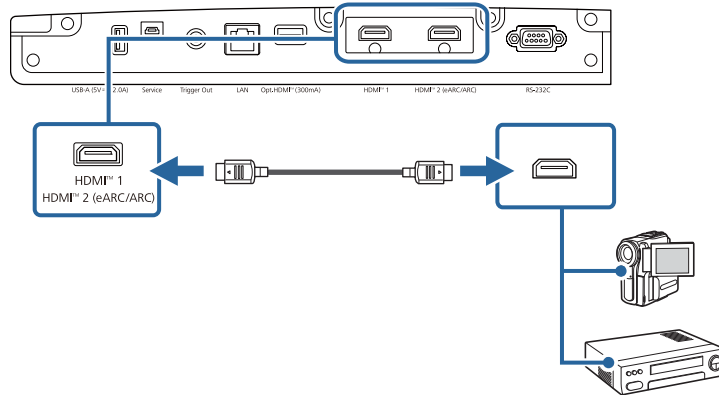 USB-A (5V⎓2.0A) Service Trigger Out LAN Opt.HDMI™ (300mA) HDMI™ 1 HDMI™ 2 (eARC/ARC) RS-232C
HDMI™ 1
HDMI™ 2 (eARC/ARC)